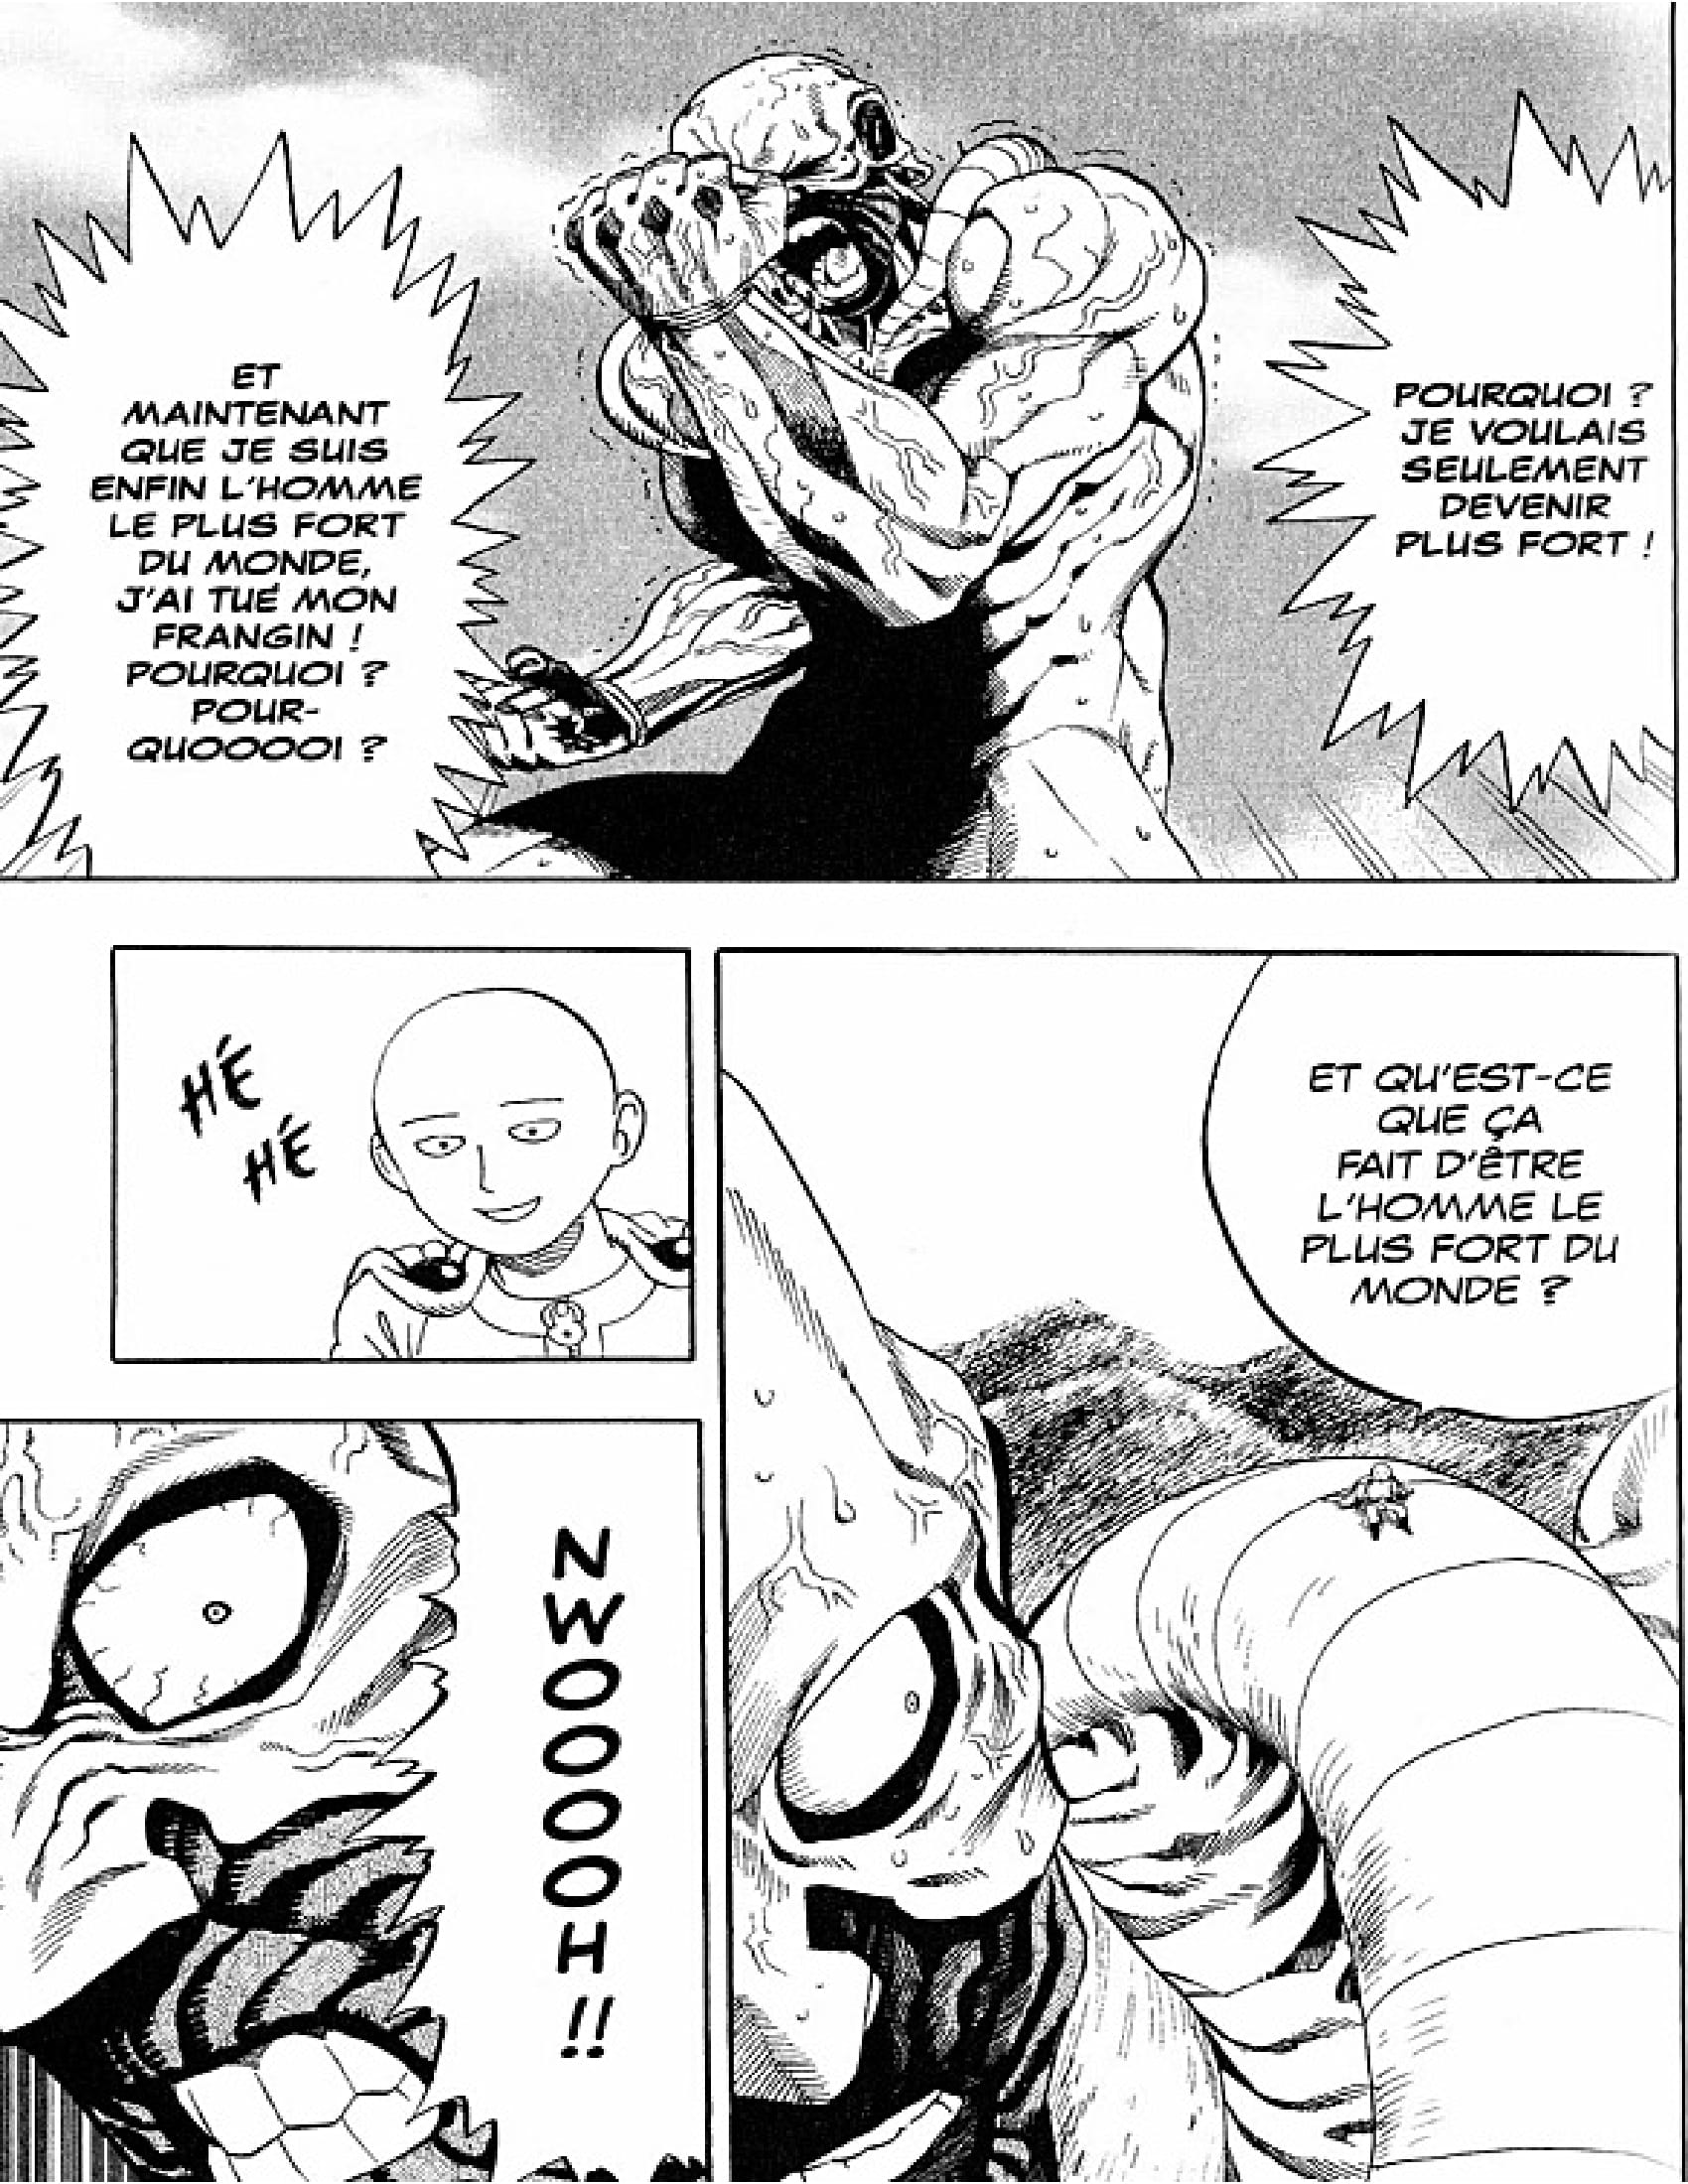 POURQUOI ?
JE VOULAIS
SEULEMENT
DEVENIR
PLUS FORT !
ET
MAINTENANT
QUE JE SUIS
ENFIN L'HOMME
LE PLUS FORT
DU MONDE,
J'AI TUÉ MON
FRANGIN !
POURQUOI ?
POUR-
QUOOOOI ?
ET QU'EST-CE
QUE ÇA
FAIT D'ÊTRE
L'HOMME LE
PLUS FORT DU
MONDE ?
HÉ
HÉ
NWOOOOH !!